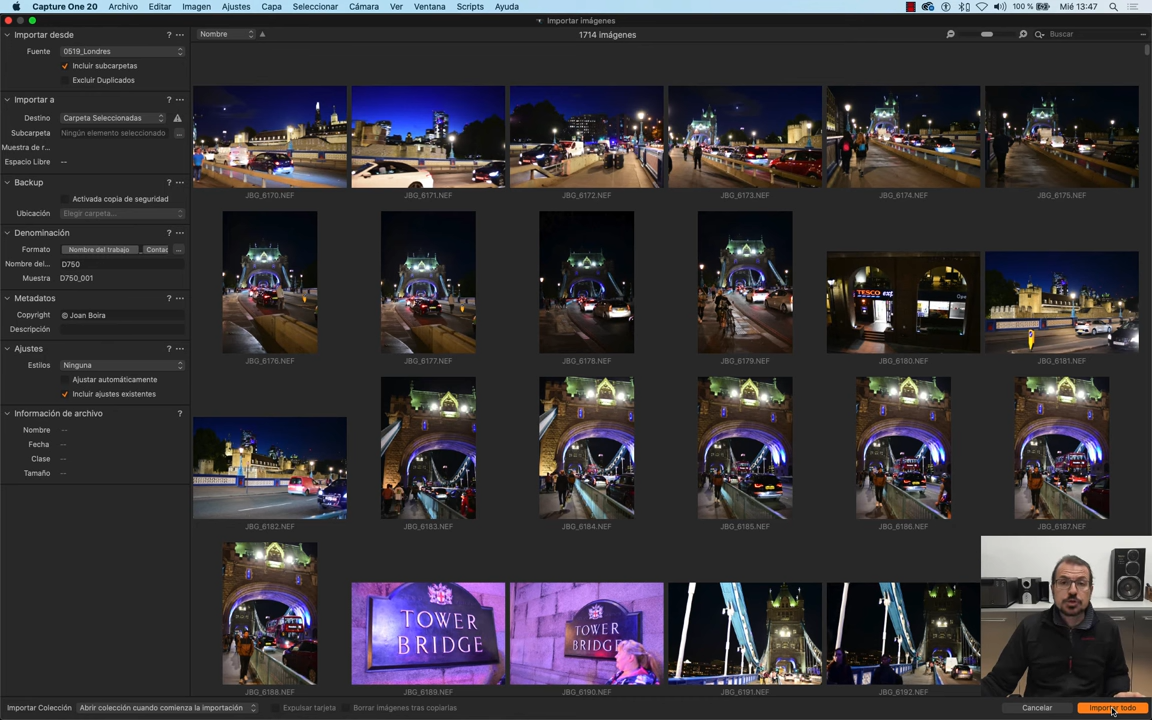 Capture One 20 Archivo Editar Imagen Ajustes Capa Seleccionar Cámara Ver Ventana Scripts Ayuda 100 % Mié 13:47
Importar imágenes
Importar desde ? ...
Fuente 0519_Londres
Incluir subcarpetas
Excluir Duplicados
Importar a ? ...
Destino Carpeta Seleccionadas
Subcarpeta Ningún elemento seleccionado ...
Muestra de r...
Espacio Libre --
Backup ? ...
Activada copia de seguridad
Ubicación Elegir carpeta...
Denominación ? ...
Formato Nombre del trabajo Contac ...
Nombre del... D750
Muestra D750_001
Metadatos ? ...
Copyright © Joan Boira
Descripción
Ajustes ? ...
Estilos Ninguna
Ajustar automáticamente
Incluir ajustes existentes
Información de archivo ?
Nombre --
Fecha --
Clase --
Tamaño --
Nombre 1714 imágenes Buscar
JBG_6170.NEF JBG_6171.NEF JBG_6172.NEF JBG_6173.NEF JBG_6174.NEF JBG_6175.NEF
TESCO
JBG_6176.NEF JBG_6177.NEF JBG_6178.NEF JBG_6179.NEF JBG_6180.NEF JBG_6181.NEF
JBG_6182.NEF JBG_6183.NEF JBG_6184.NEF JBG_6185.NEF JBG_6186.NEF JBG_6187.NEF
TOWER
BRIDGE
TOWER
BRIDGE
JBG_6188.NEF JBG_6189.NEF JBG_6190.NEF JBG_6191.NEF JBG_6192.NEF
Importar Colección Abrir colección cuando comienza la importación Expulsar tarjeta Borrar imágenes tras copiarlas Cancelar Importar todo